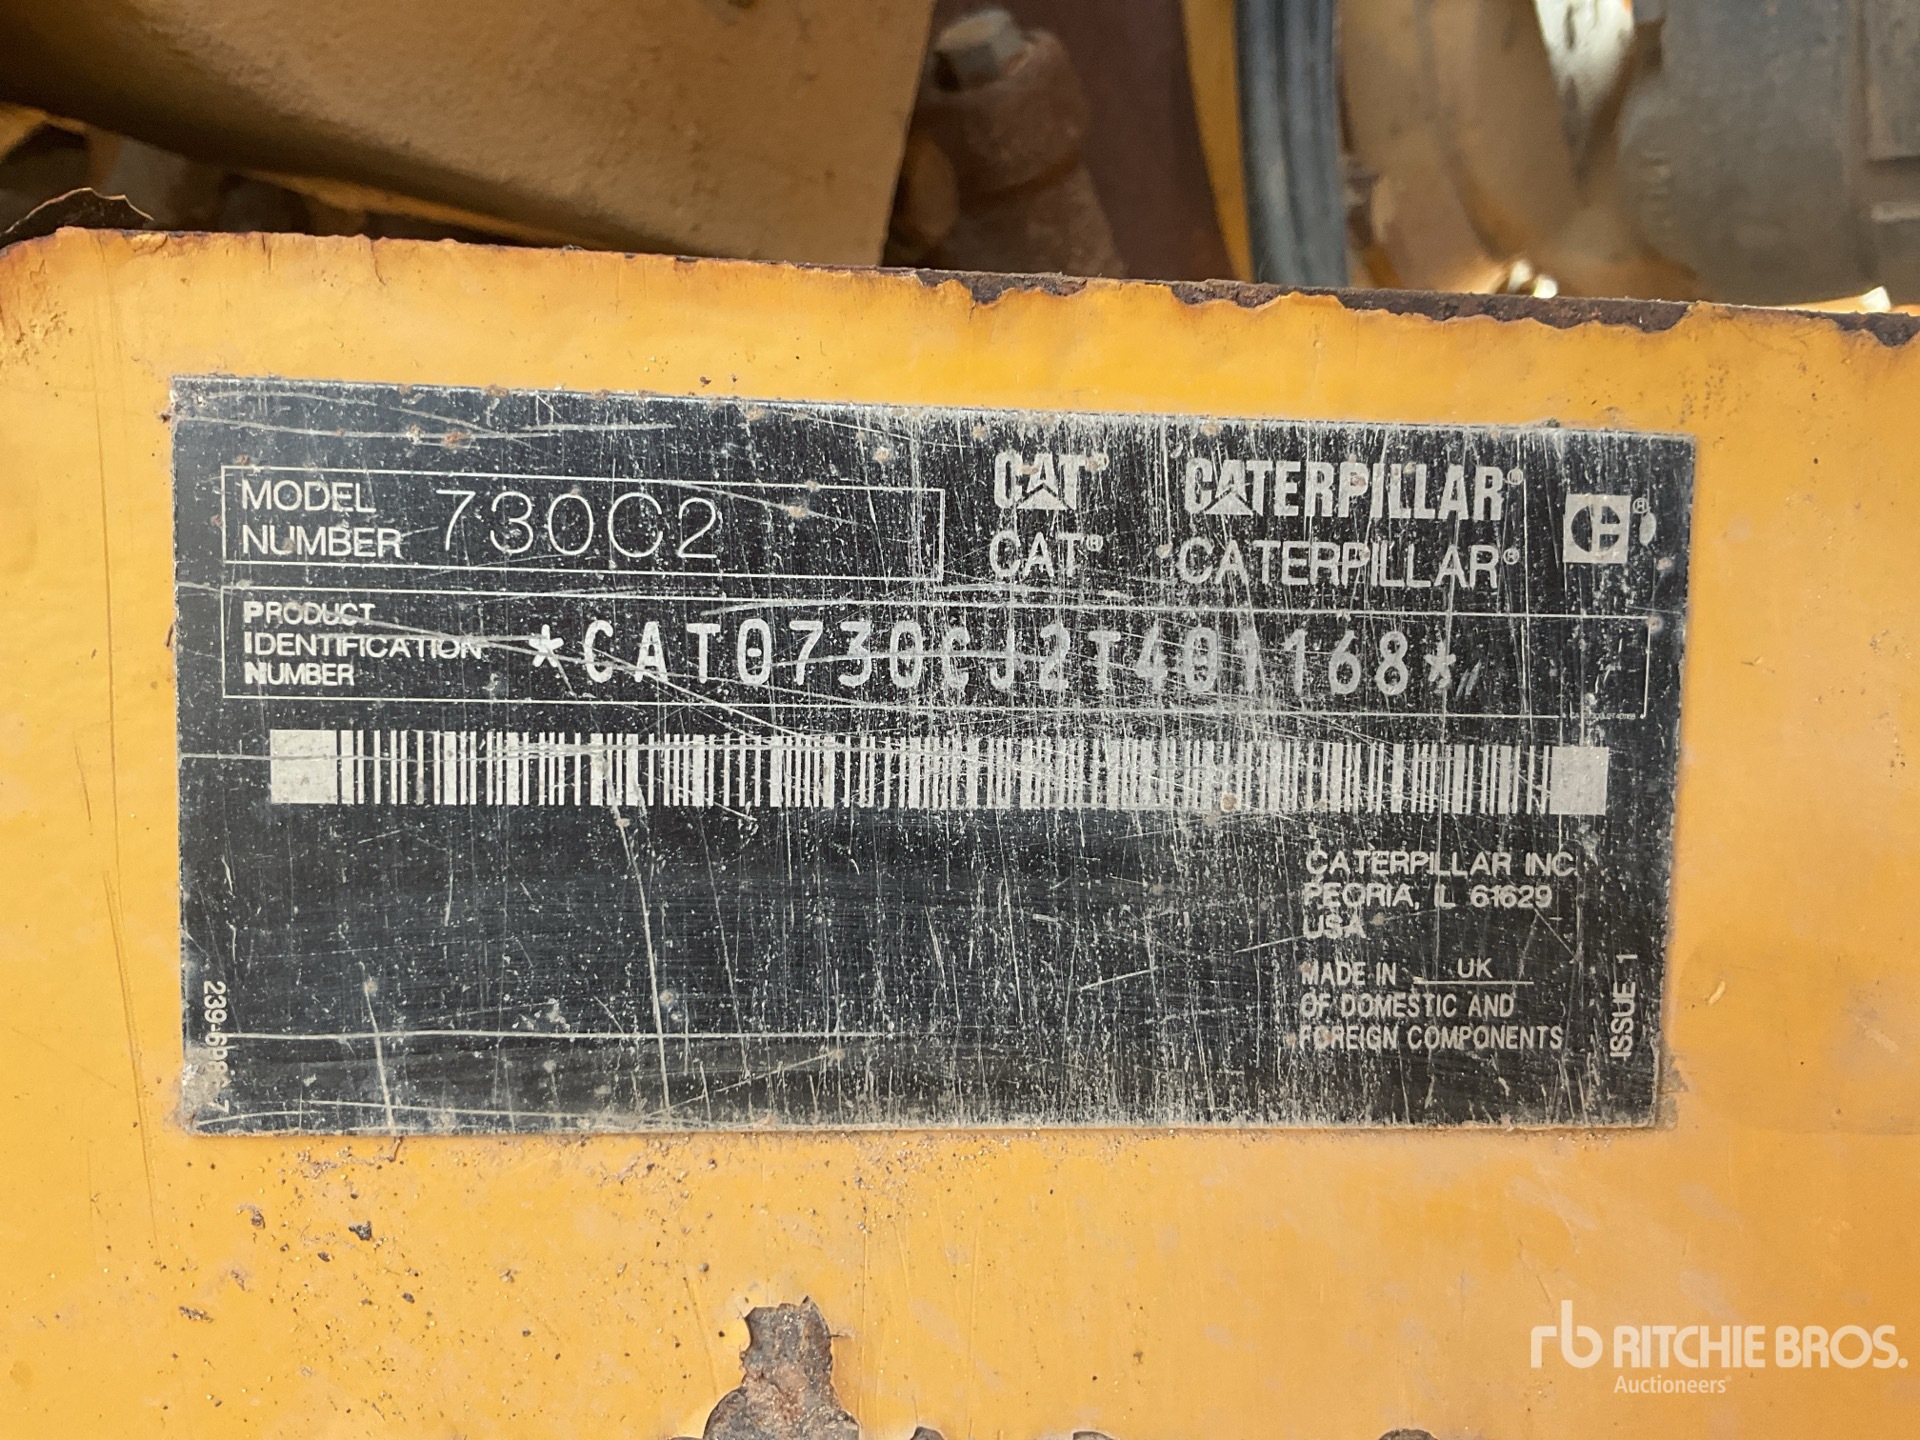 MODEL NUMBER 730C2
CAT® CATERPILLAR®
CAT® CATERPILLAR®
PRODUCT IDENTIFICATION NUMBER *CAT0730CJ2T401168*
CATERPILLAR INC.
PEORIA, IL 61629
USA
MADE IN UK
OF DOMESTIC AND
FOREIGN COMPONENTS
ISSUE 1
rb RITCHIE BROS.
Auctioneers